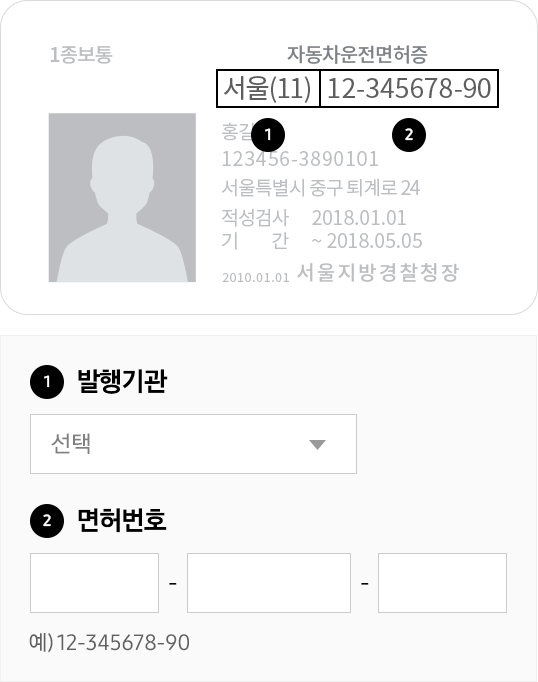 1종보통
자동차운전면허증
서울(11) 12-345678-90
홍길
1 2
123456-3890101
서울특별시 중구 퇴계로 24
적성검사 2018.01.01
기 간 ~ 2018.05.05
2010.01.01 서울지방경찰청장
1 발행기관
선택
2 면허번호
- -
예) 12-345678-90